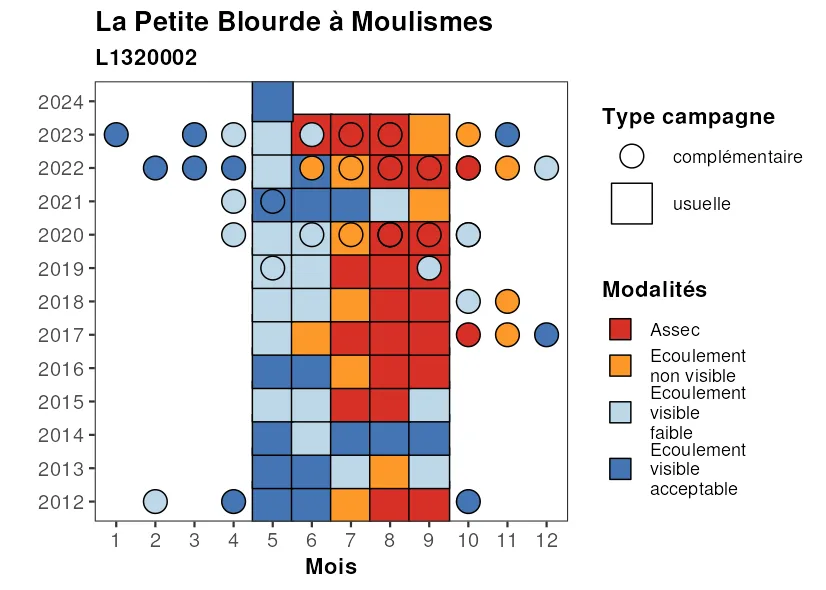 La Petite Blourde à Moulismes
L1320002
2024
2023
2022
2021
2020
2019
2018
2017
2016
2015
2014
2013
2012
1 2 3 4 5 6 7 8 9 10 11 12
Mois
Type campagne
complémentaire
usuelle
Modalités
Assec
Ecoulement
non visible
Ecoulement
visible
faible
Ecoulement
visible
acceptable